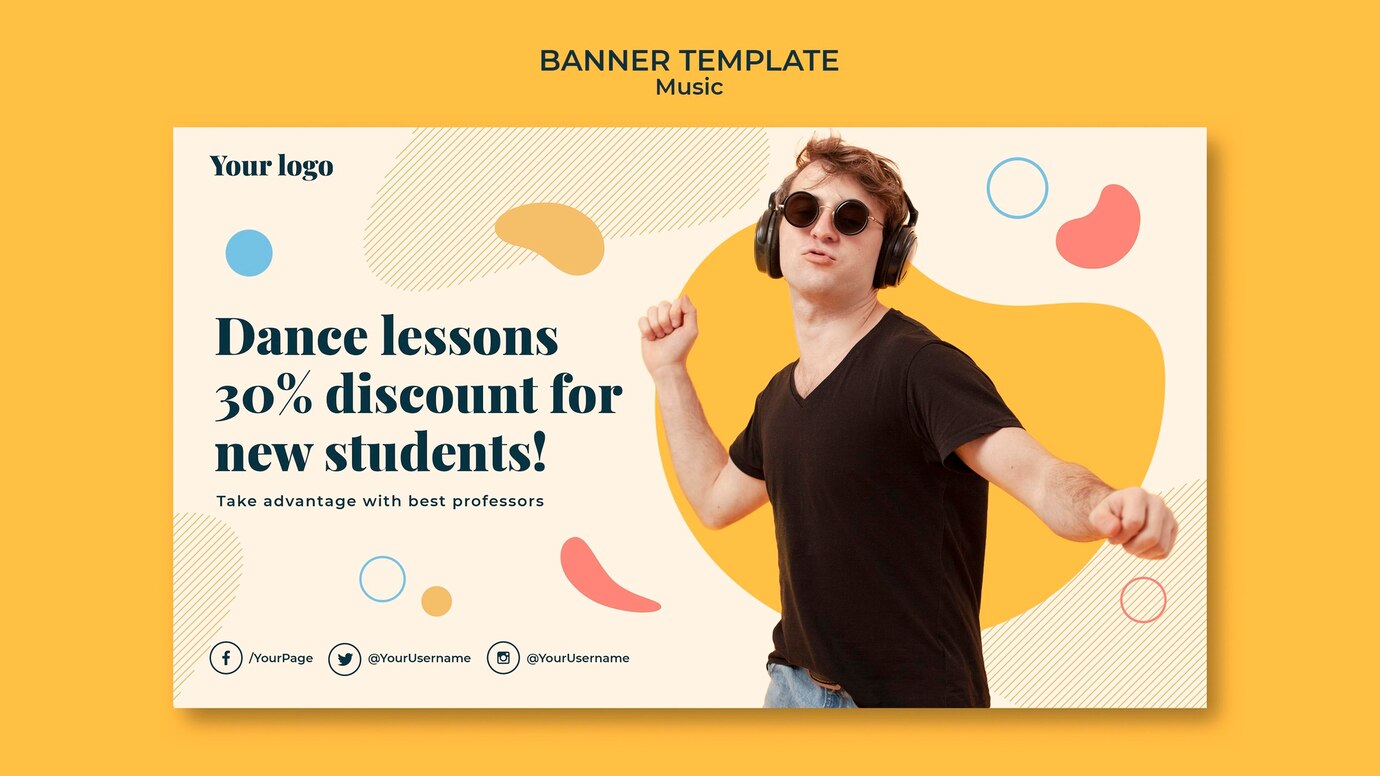 BANNER TEMPLATE
Music
Your logo
Dance lessons
30% discount for
new students!
Take advantage with best professors
/YourPage @YourUsername @YourUsername